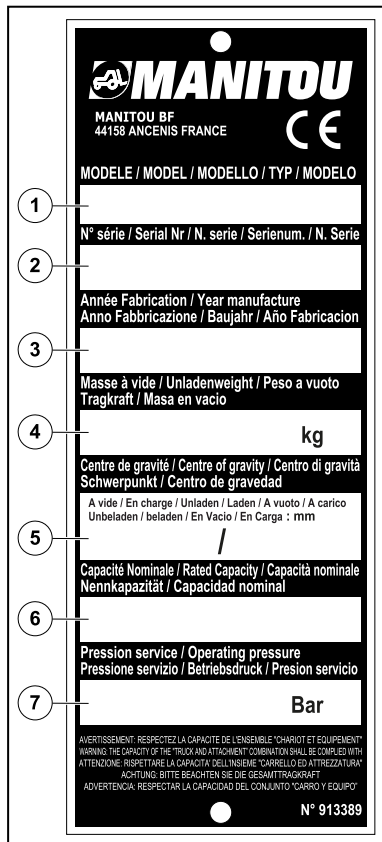 MANITOU
MANITOU BF
44158 ANCENIS FRANCE
CE
MODELE / MODEL / MODELLO / TYP / MODELO
1
N° série / Serial Nr / N. serie / Serienum. / N. Serie
2
Année Fabrication / Year manufacture
Anno Fabbricazione / Baujahr / Año Fabricacion
3
Masse à vide / Unladenweight / Peso a vuoto
Tragkraft / Masa en vacio
4
kg
Centre de gravité / Centre of gravity / Centro di gravità
Schwerpunkt / Centro de gravedad
A vide / En charge / Unladen / Laden / A vuoto / A carico
Unbeladen / beladen / En Vacio / En Carga : mm
5
/
Capacité Nominale / Rated Capacity / Capacità nominale
Nennkapazität / Capacidad nominal
6
Pression service / Operating pressure
Pressione servizio / Betriebsdruck / Presion servicio
7
Bar
AVERTISSEMENT: RESPECTEZ LA CAPACITE DE L'ENSEMBLE "CHARIOT ET EQUIPEMENT"
WARNING: THE CAPACITY OF THE "TRUCK AND ATTACHMENT" COMBINATION SHALL BE COMPLIED WITH
ATTENZIONE: RISPETTARE LA CAPACITA' DELL'INSIEME "CARRELLO ED ATTREZZATURA"
ACHTUNG: BITTE BEACHTEN SIE DIE GESAMTTRAGKRAFT
ADVERTENCIA: RESPECTAR LA CAPACIDAD DEL CONJUNTO "CARRO Y EQUIPO"
N° 913389